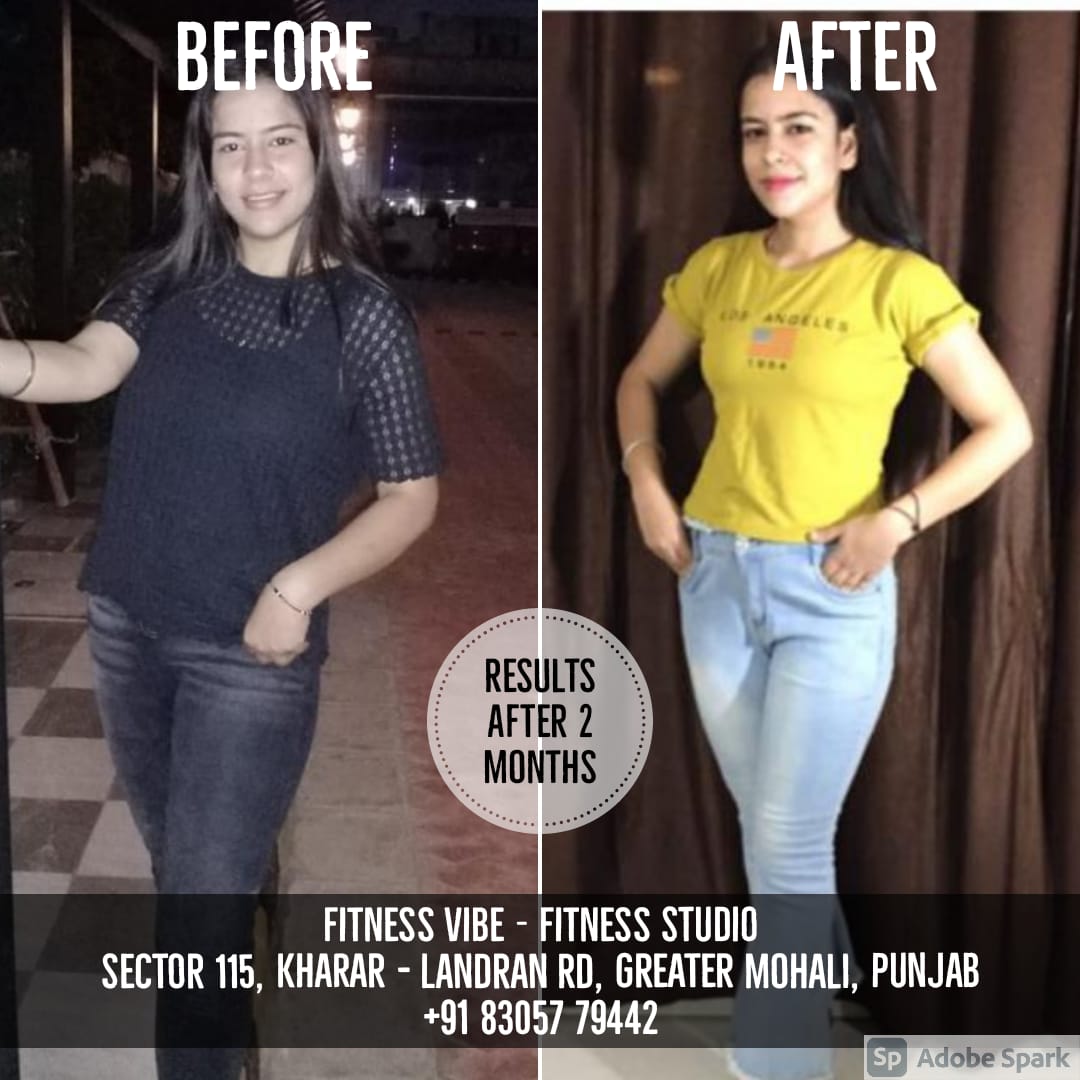 BEFORE
AFTER
LOS ANGELES
1984
RESULTS
AFTER 2
MONTHS
FITNESS VIBE - FITNESS STUDIO
SECTOR 115, KHARAR - LANDRAN RD, GREATER MOHALI, PUNJAB
+91 83057 79442
Sp Adobe Spark